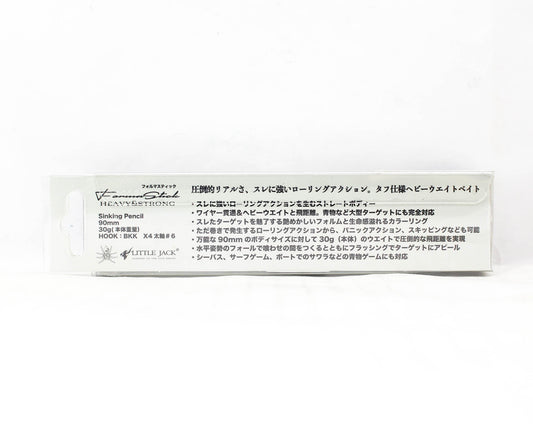 フォルマスティック
Forma Stick
HEAVY&STRONG
Sinking Pencil
90mm
30g(本体重量)
HOOK:BKK X4 太軸#6
LITTLE JACK
圧倒的リアルさ、スレに強いローリングアクション。タフ仕様ヘビーウエイトベイト
・スレに強いローリングアクションを生むストレートボディー
・ワイヤー貫通&ヘビーウエイトと飛距離。青物など大型ターゲットにも完全対応
・スレたターゲットを魅了する艶めかしいフォルムと生命感溢れるカラーリング
・ただ巻きで発生するローリングアクションから、パニックアクション、スキッピングなども可能
・万能な 90mm のボディサイズに対して 30g(本体)のウエイトで圧倒的な飛距離を実現
・水平姿勢のフォールで喰わせの間をつくるとともにフラッシングでターゲットにアピール
・シーバス、サーフゲーム、ボートでのサワラなどの青物ゲームにも対応